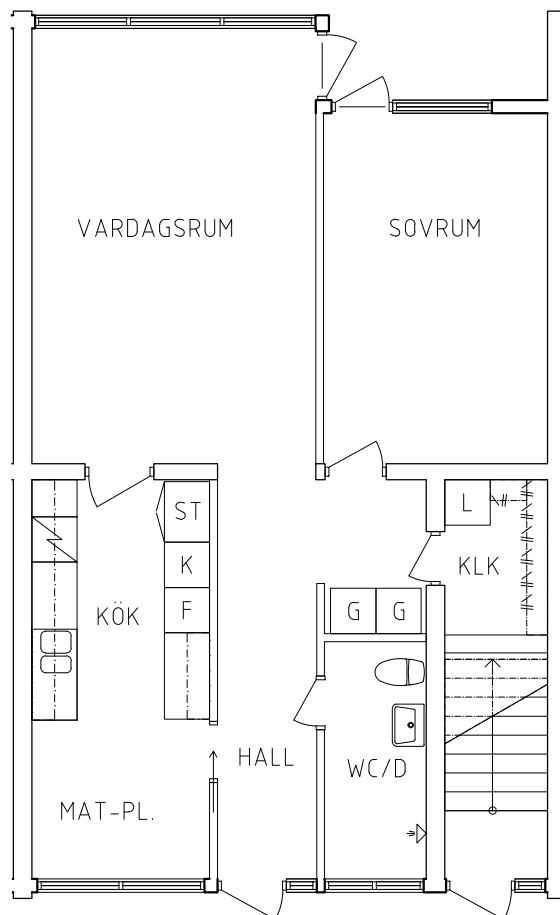 VARDAGSRUM
SOVRUM
ST
L
K
KLK
KÖK
F
G
G
HALL
WC/D
MAT-PL.